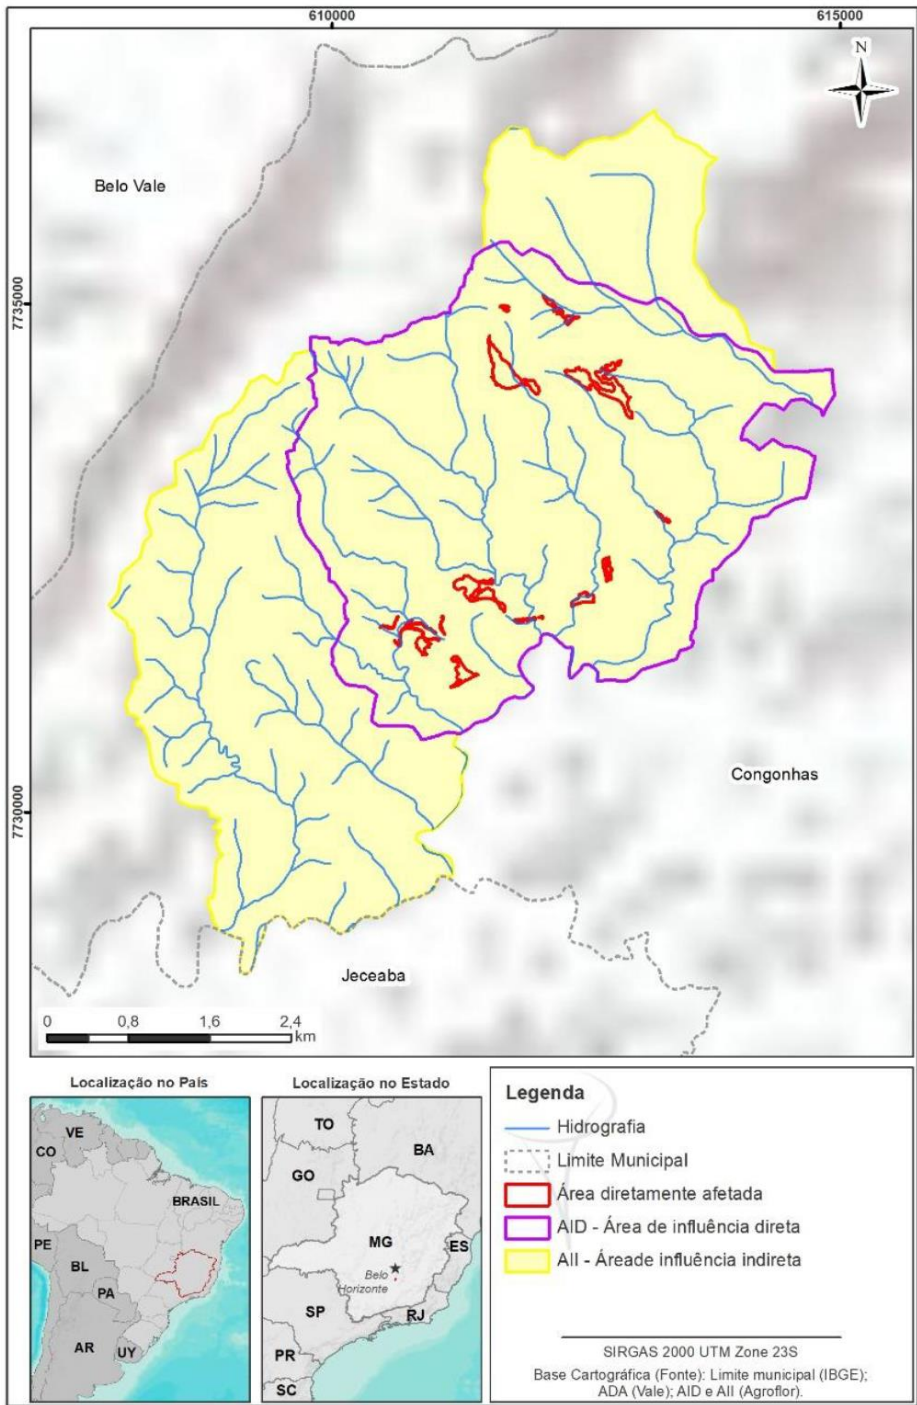 610000
615000
N
Belo Vale
7735000
Congonhas
7730000
Jeceaba
0 0,8 1,6 2,4
km
Localização no País
VE
CO
BRASIL
PE
BL
PA
AR
UY
Localização no Estado
TO
BA
GO
MG
ES
Belo
Horizonte
SP
RJ
PR
SC
Legenda
Hidrografia
Limite Municipal
Área diretamente afetada
AID - Área de influência direta
AII - Áreade influência indireta
SIRGAS 2000 UTM Zone 23S
Base Cartográfica (Fonte): Limite municipal (IBGE);
ADA (Vale); AID e AII (Agroflor).